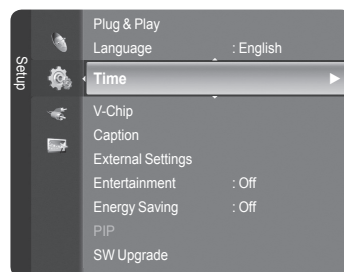 Setup
Plug & Play
Language : English
Time
V-Chip
Caption
External Settings
Entertainment : Off
Energy Saving : Off
PIP
SW Upgrade